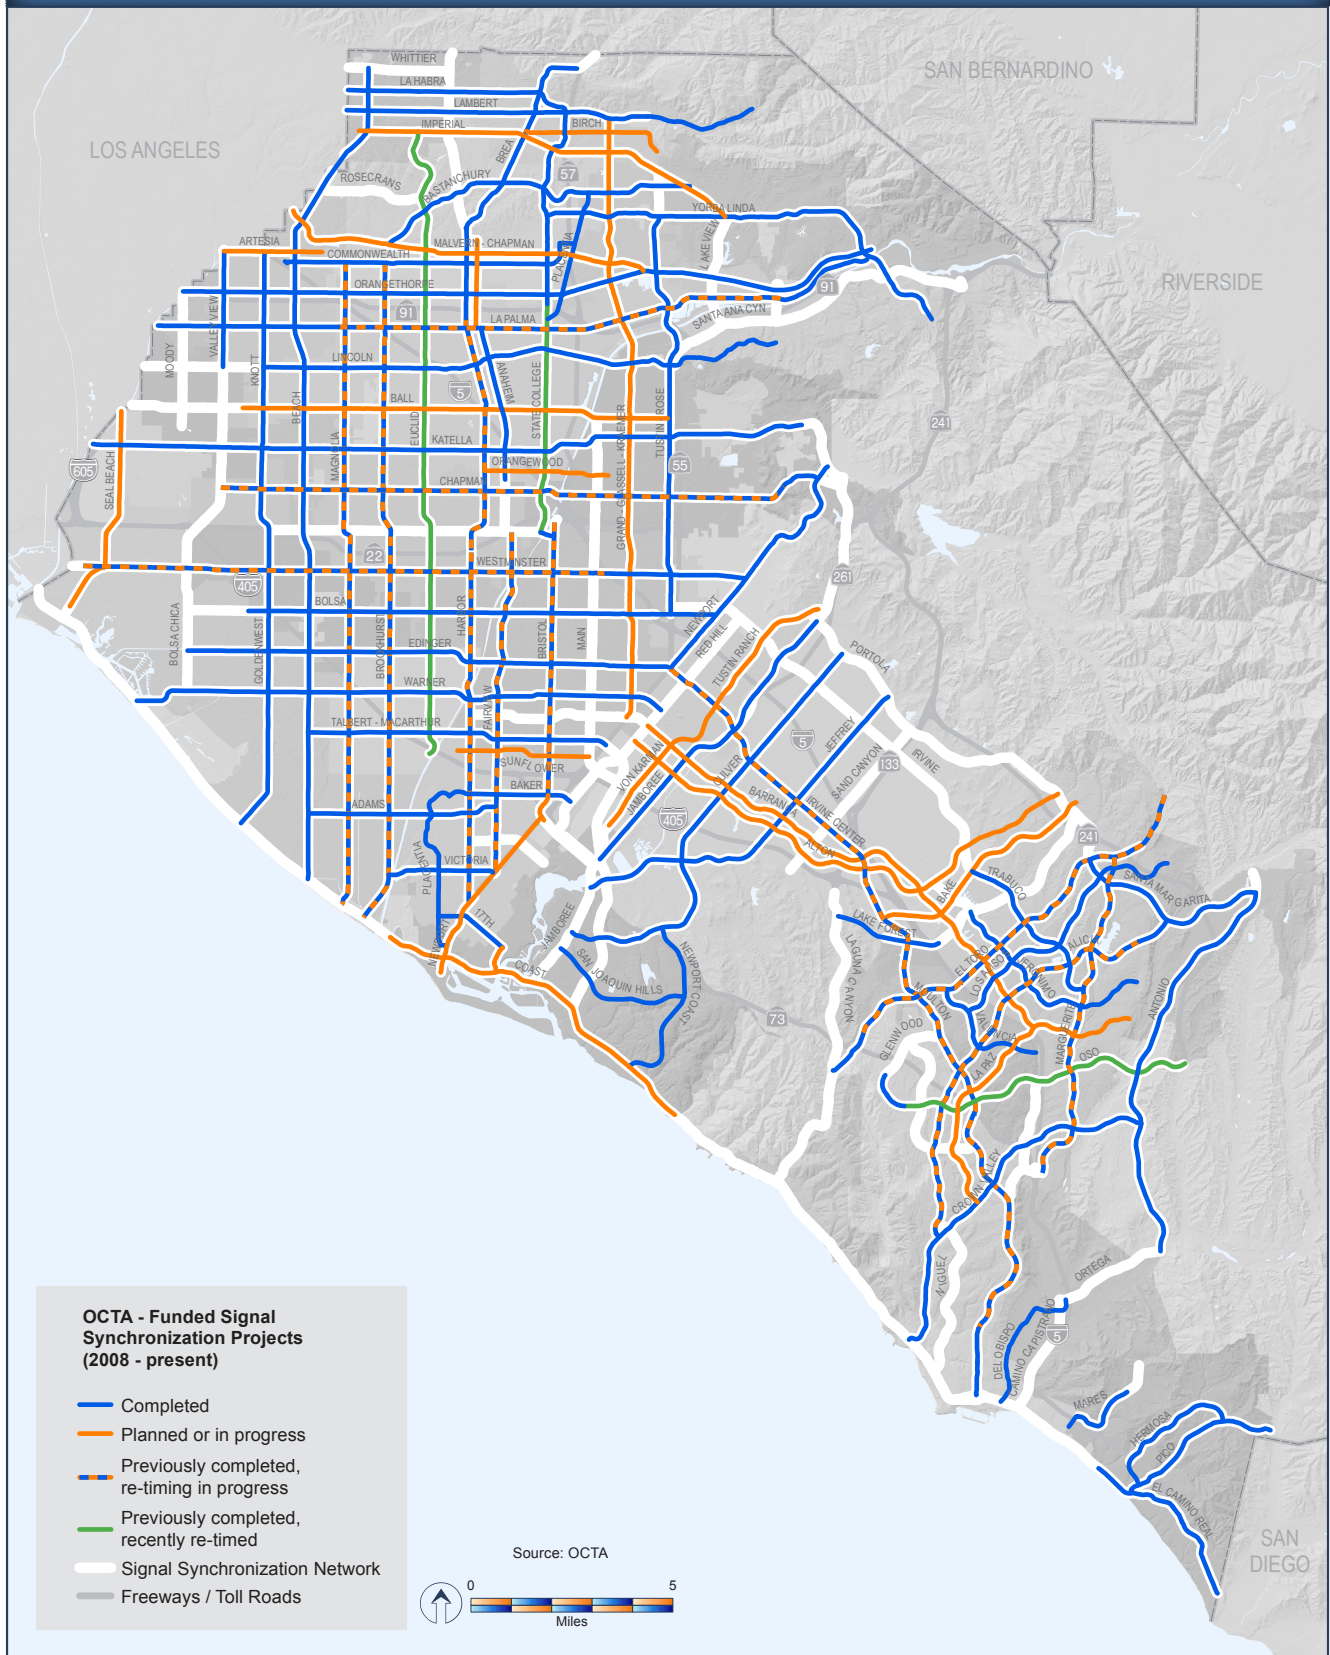 SAN BERNARDINO
WHITTIER
LA HABRA
LAMBERT
IMPERIAL
BIRCH
LOS ANGELES
BREA
57
ROSECRANS
BASTANCHURY
YORBA LINDA
LAKEVIEW
ARTESIA
MALVERN - CHAPMAN
COMMONWEALTH
PLACENTIA
ORANGETHORPE
91
RIVERSIDE
91
LA PALMA
SANTA ANA CYN
VALLEY VIEW
MOODY
KNOTT
LINCOLN
ANAHEIM
STATE COLLEGE
5
BEACH
BALL
EUCLID
TUSTIN - ROSE
241
GRAND - GLASSELL - KRAEMER
KATELLA
MAGNOLIA
ORANGEWOOD
605
SEAL BEACH
55
CHAPMAN
22
WESTMINSTER
405
261
BOLSA
BOLSA CHICA
GOLDENWEST
BROOKHURST
HARBOR
EDINGER
BRISTOL
MAIN
NEWPORT
RED HILL
TUSTIN RANCH
PORTOLA
WARNER
FAIRVIEW
TALBERT - MACARTHUR
SUNFLOWER
5
JEFFREY
IRVINE
133
SAND CANYON
VON KARMAN
JAMBOREE
CULVER
BAKER
ADAMS
BARRANCA
IRVINE CENTER
405
ALTON
241
VICTORIA
PLACENTIA
TRABUCO
SANTA MARGARITA
BAKE
17TH
NEWPORT
JAMBOREE
LAKE FOREST
LAGUNA CANYON
ALICIA
EL TORO
LOS ALISOS
JERONIMO
COAST
SAN JOAQUIN HILLS
NEWPORT COAST
MOULTON
ANTONIO
73
VALENCIA
GLENWOOD
MARGUERITE
LA PAZ
OSO
CROWN VALLEY
NIGUEL
ORTEGA
DEL OBISPO
CAMINO CAPISTRANO
5
MARES
HERMOSA
PICO
EL CAMINO REAL
SAN
DIEGO
OCTA - Funded Signal
Synchronization Projects
(2008 - present)
Completed
Planned or in progress
Previously completed,
re-timing in progress
Previously completed,
recently re-timed
Signal Synchronization Network
Freeways / Toll Roads
Source: OCTA
0 5
Miles